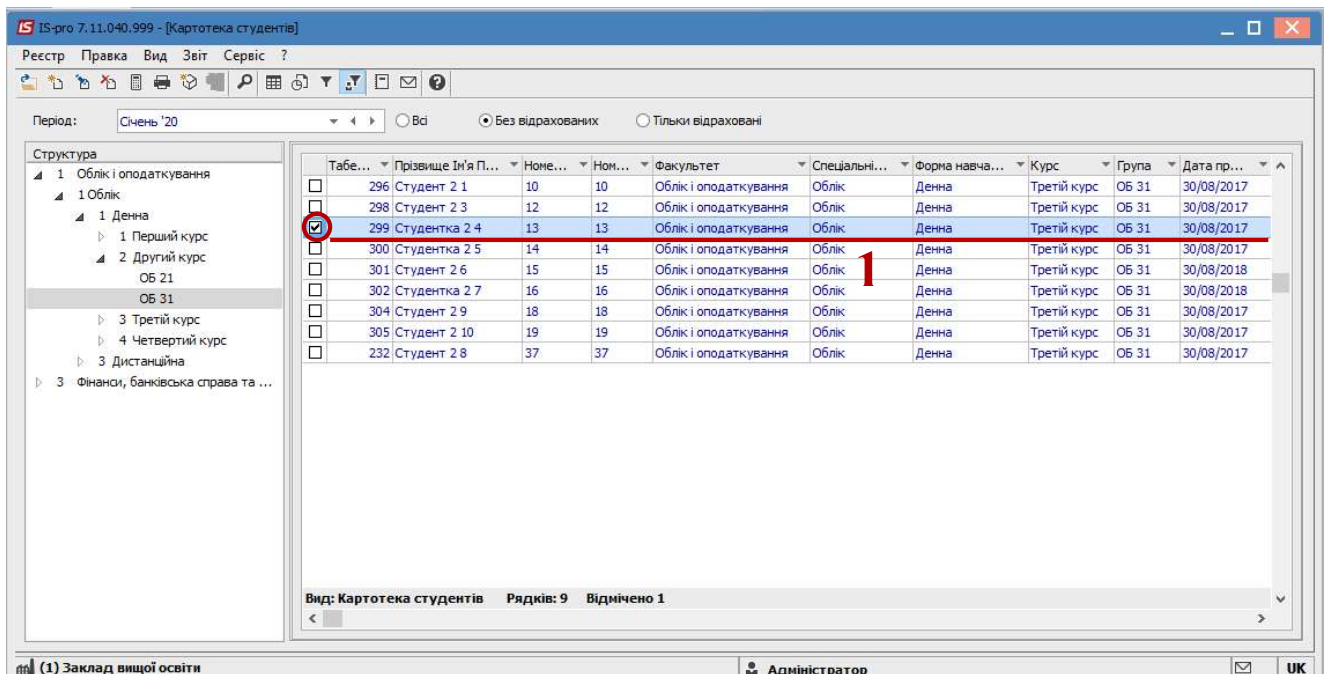 IS-pro 7.11.040.999 - [Картотека студентів]
Реєстр Правка Вид Звіт Сервіс ?
Період: Січень '20 Всі Без відрахованих Тільки відраховані
Структура
1 Облік і оподаткування
1 Облік
1 Денна
1 Перший курс
2 Другий курс
ОБ 21
ОБ 31
3 Третій курс
4 Четвертий курс
3 Дистанційна
3 Фінанси, банківська справа та ...
Табе... Прізвище Ім'я П... Номе... Ном... Факультет Спеціальні... Форма навча... Курс Група Дата пр...
296 Студент 2 1 10 10 Облік і оподаткування Облік Денна Третій курс ОБ 31 30/08/2017
298 Студент 2 3 12 12 Облік і оподаткування Облік Денна Третій курс ОБ 31 30/08/2017
299 Студентка 2 4 13 13 Облік і оподаткування Облік Денна Третій курс ОБ 31 30/08/2017
300 Студентка 2 5 14 14 Облік і оподаткування Облік Денна Третій курс ОБ 31 30/08/2017
301 Студент 2 6 15 15 Облік і оподаткування Облік Денна Третій курс ОБ 31 30/08/2018
302 Студентка 2 7 16 16 Облік і оподаткування Облік Денна Третій курс ОБ 31 30/08/2018
304 Студент 2 9 18 18 Облік і оподаткування Облік Денна Третій курс ОБ 31 30/08/2017
305 Студент 2 10 19 19 Облік і оподаткування Облік Денна Третій курс ОБ 31 30/08/2017
232 Студент 2 8 37 37 Облік і оподаткування Облік Денна Третій курс ОБ 31 30/08/2017
1
Вид: Картотека студентів Рядків: 9 Відмічено 1
(1) Заклад вищої освіти Адміністратор UK